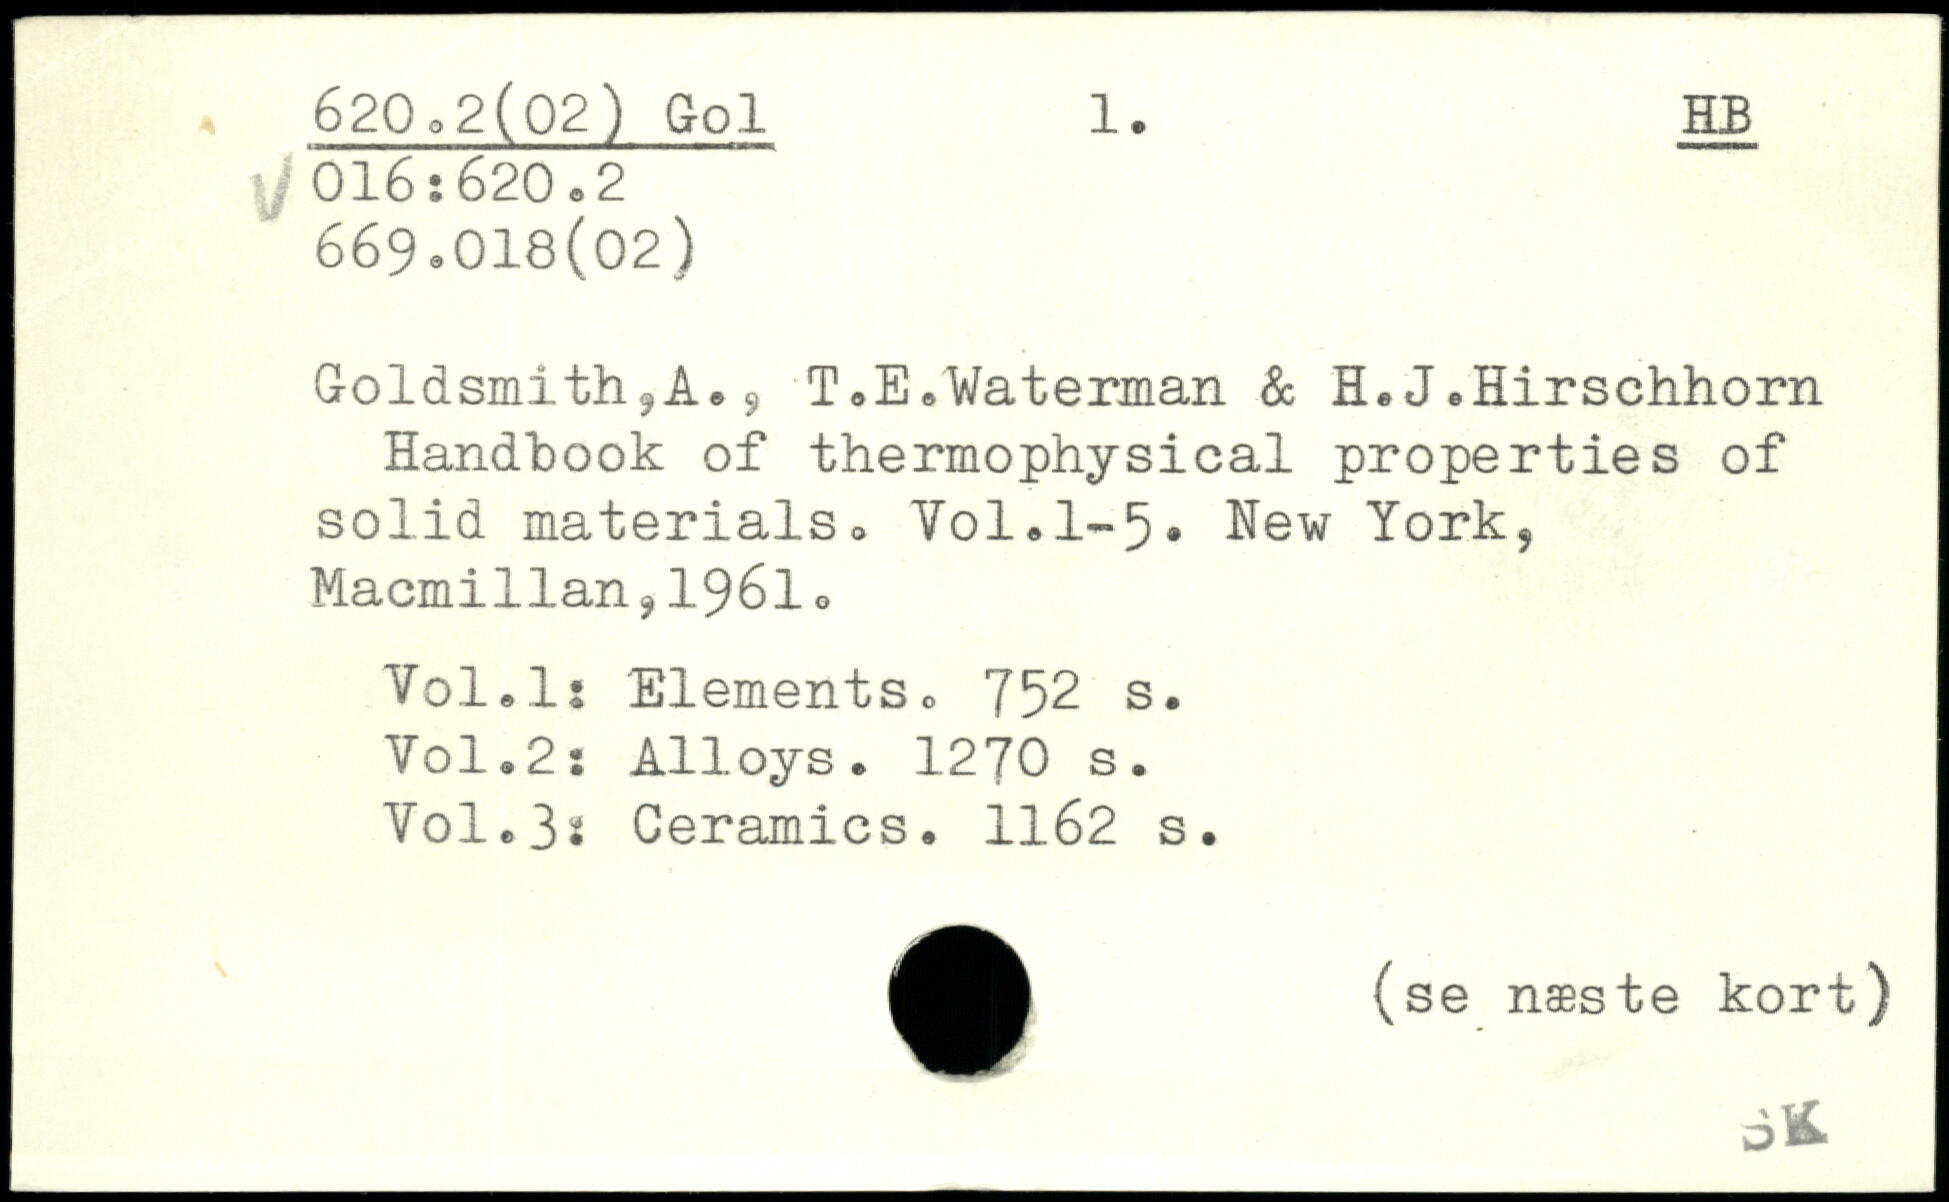 620.2(02) Gol 1. HB
016:620.2
669.018(02)
Goldsmith,A., T.E.Waterman & H.J.Hirschhorn
Handbook of thermophysical properties of
solid materials. Vol.1-5. New York,
Macmillan,1961.
Vol.1: Elements. 752 s.
Vol.2: Alloys. 1270 s.
Vol.3: Ceramics. 1162 s.
(se næste kort)
SK